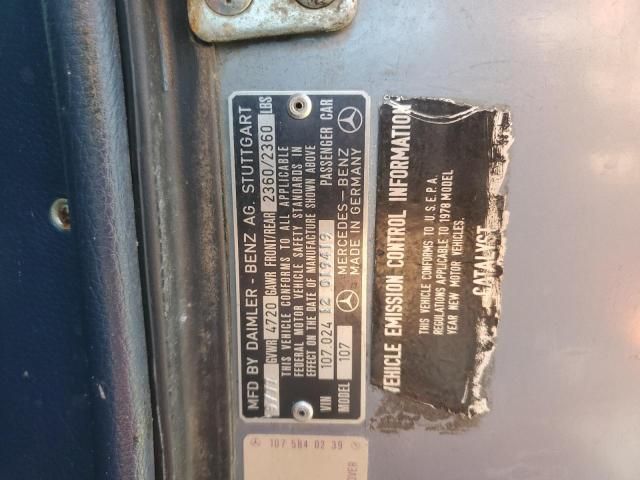 MFD BY DAIMLER - BENZ AG. STUTTGART
GVWR 4720 GAWR FRONT/REAR 2360/2360 LBS
THIS VEHICLE CONFORMS TO ALL APPLICABLE
FEDERAL MOTOR VEHICLE SAFETY STANDARDS IN
EFFECT ON THE DATE OF MANUFACTURE SHOWN ABOVE
VIN 107.024 12 019419 PASSENGER CAR
MODEL 107 MERCEDES-BENZ
MADE IN GERMANY
VEHICLE EMISSION CONTROL INFORMATION
THIS VEHICLE CONFORMS TO U.S.E.P.A.
REGULATIONS APPLICABLE TO 1978 MODEL
YEAR NEW MOTOR VEHICLES.
CATALYST
107 584 02 39